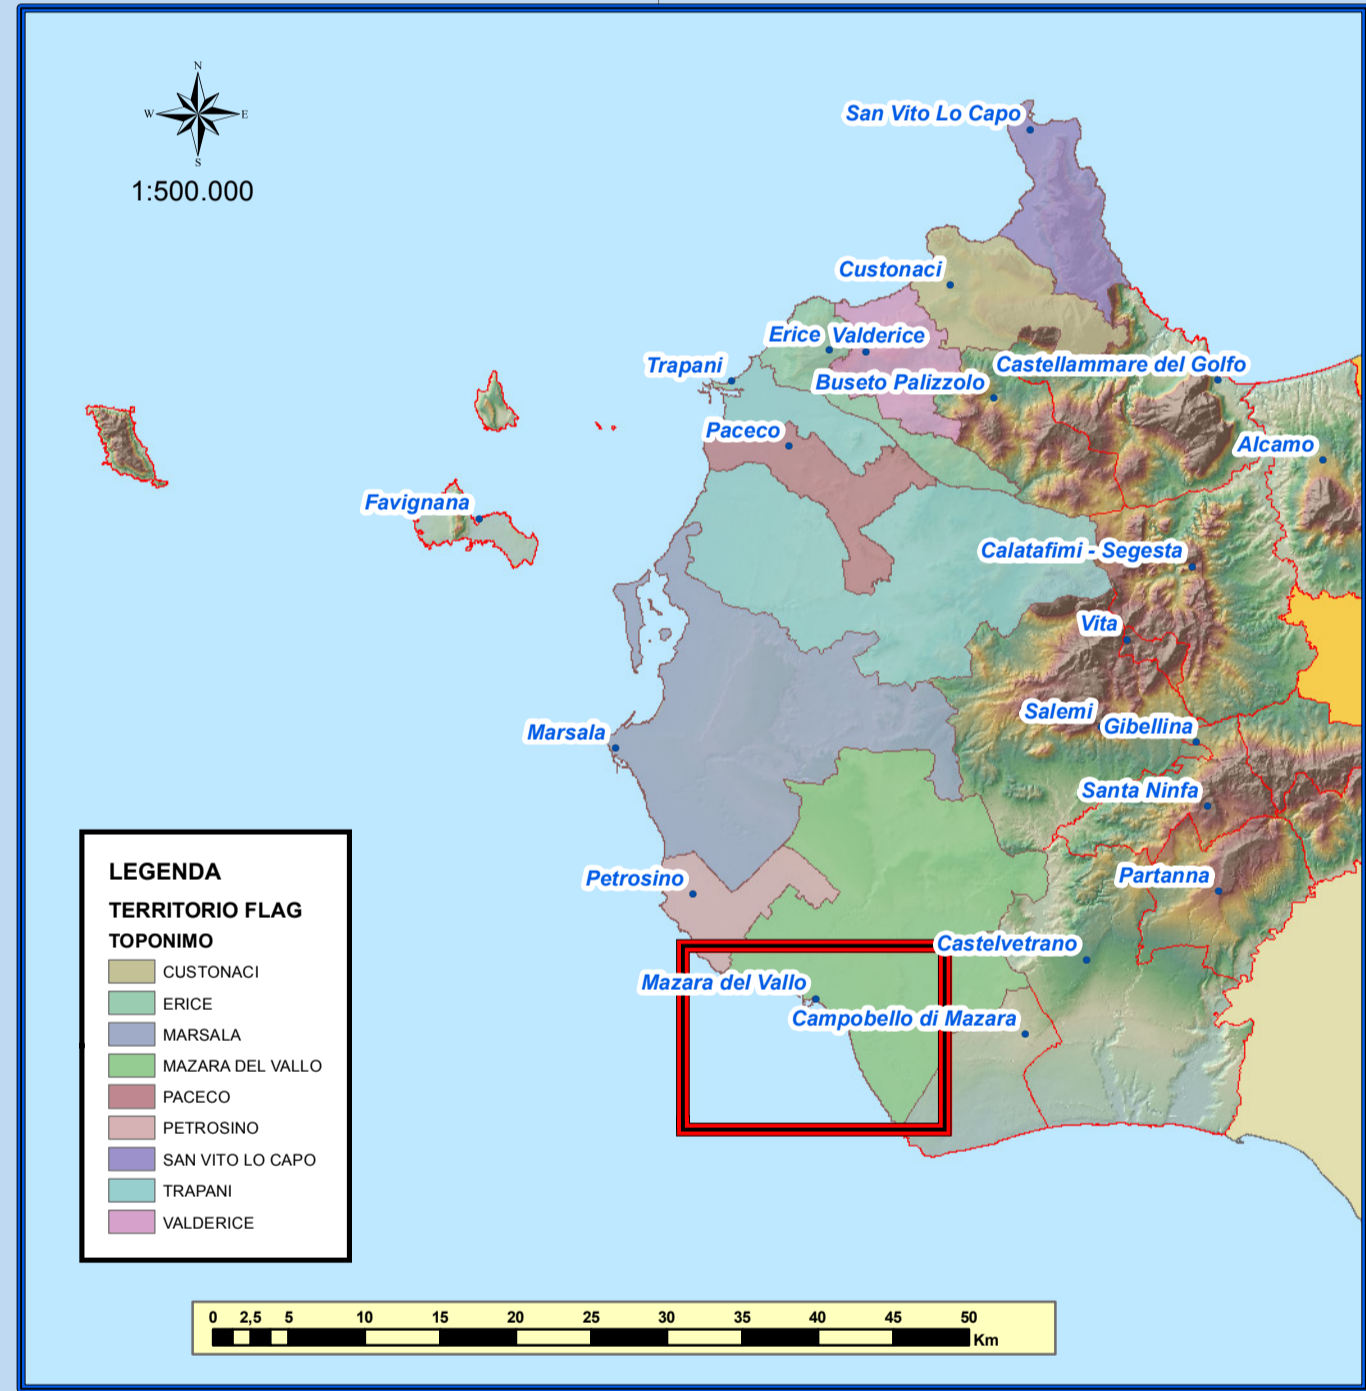 N
W
E
S
1:500.000
San Vito Lo Capo
Custonaci
Erice
Valderice
Trapani
Castellammare del Golfo
Buseto Palizzolo
Paceco
Alcamo
Favignana
Calatafimi - Segesta
Vita
Salemi
Gibellina
Marsala
Santa Ninfa
Petrosino
Partanna
Castelvetrano
Mazara del Vallo
Campobello di Mazara
LEGENDA
TERRITORIO FLAG
TOPONIMO
CUSTONACI
ERICE
MARSALA
MAZARA DEL VALLO
PACECO
PETROSINO
SAN VITO LO CAPO
TRAPANI
VALDERICE
0 2,5 5 10 15 20 25 30 35 40 45 50
Km